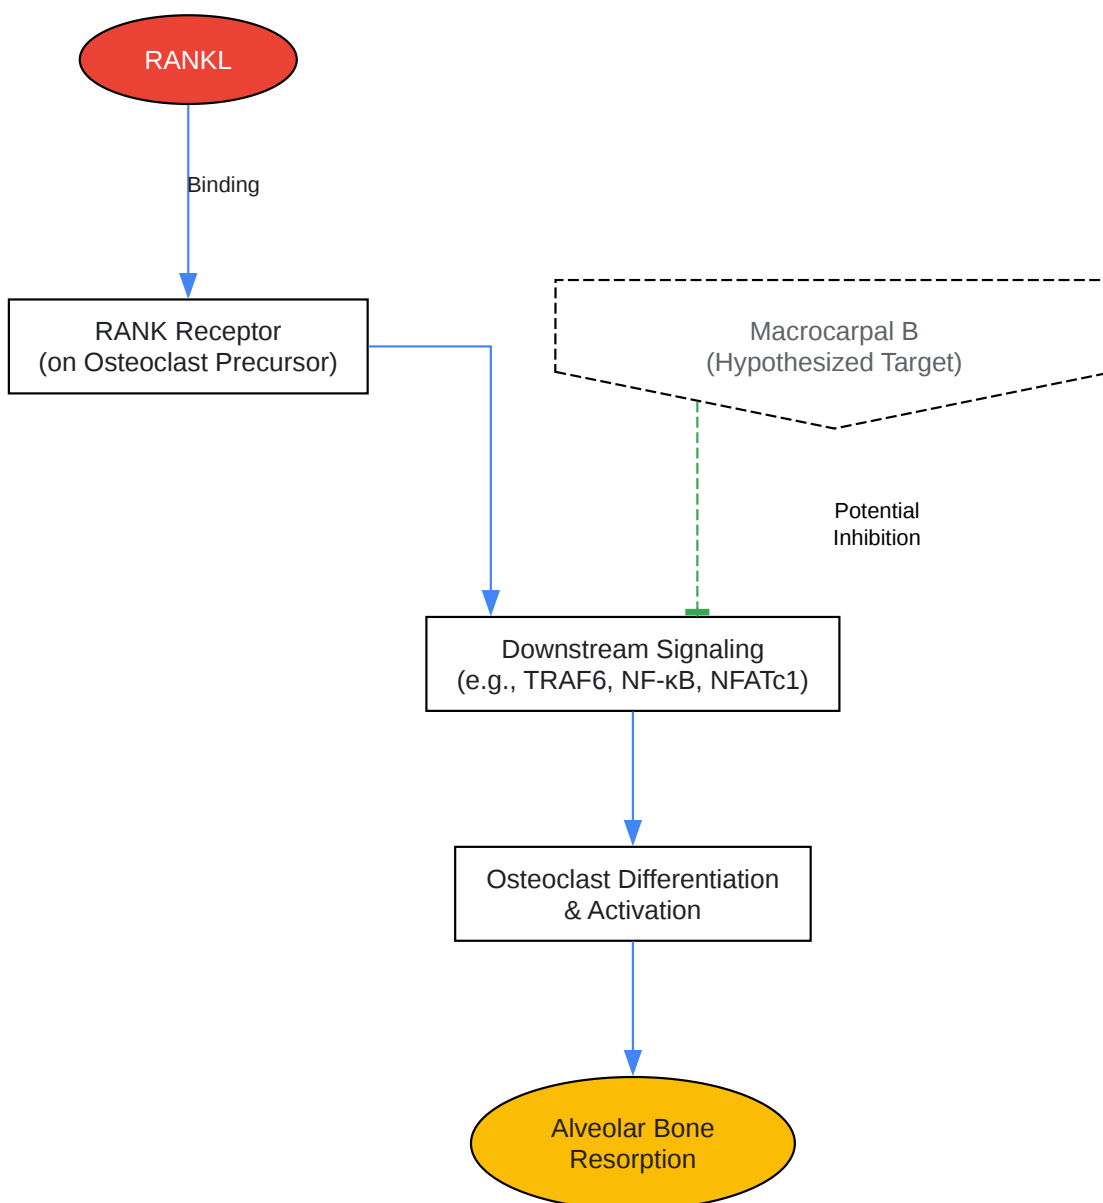 RANKL
Binding
RANK Receptor
(on Osteoclast Precursor)
Macrocarpal B
(Hypothesized Target)
Potential
Inhibition
Downstream Signaling
(e.g., TRAF6, NF-κB, NFATc1)
Osteoclast Differentiation
& Activation
Alveolar Bone
Resorption